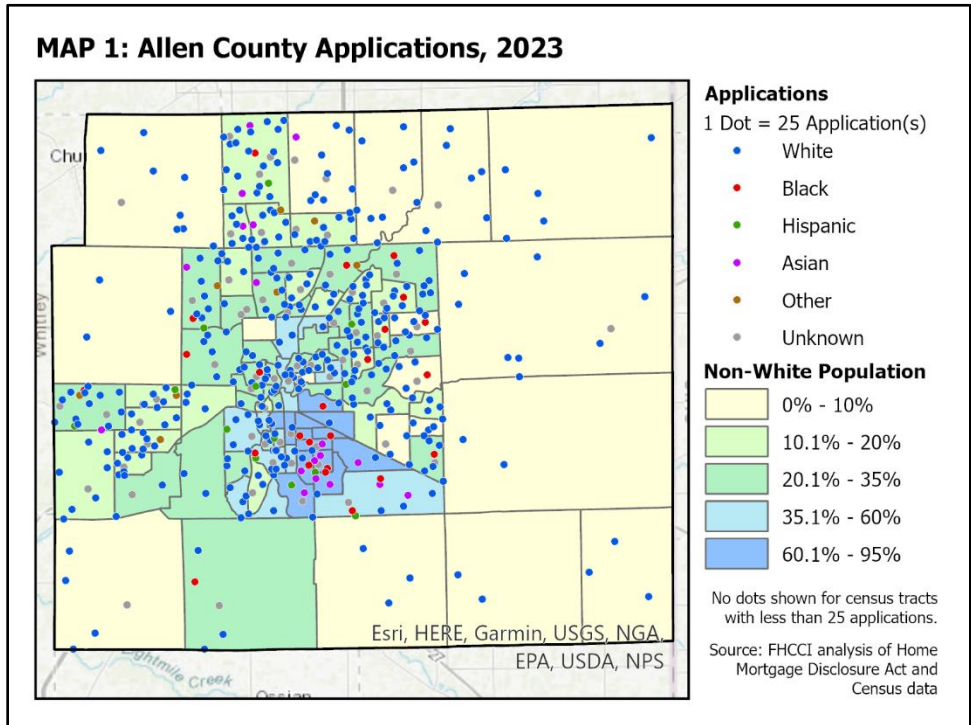 MAP 1: Allen County Applications, 2023
Chu
Whitley
Esri, HERE, Garmin, USGS, NGA,
EPA, USDA, NPS
27
Eightmile Creek
Ossian
Applications
1 Dot = 25 Application(s)
White
Black
Hispanic
Asian
Other
Unknown
Non-White Population
0% - 10%
10.1% - 20%
20.1% - 35%
35.1% - 60%
60.1% - 95%
No dots shown for census tracts
with less than 25 applications.
Source: FHCCI analysis of Home
Mortgage Disclosure Act and
Census data